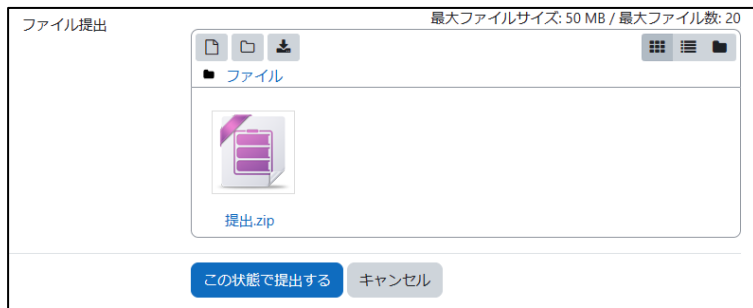 ファイル提出
最大ファイルサイズ: 50 MB / 最大ファイル数: 20
ファイル
提出.zip
この状態で提出する
キャンセル